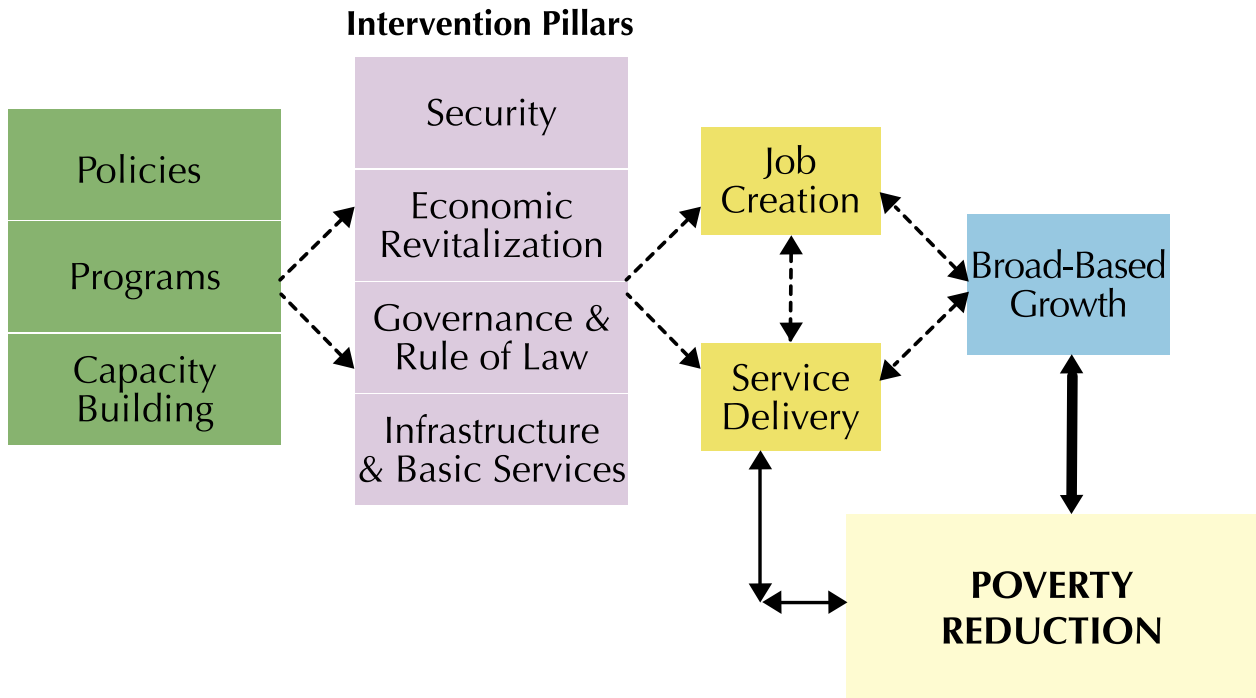 Intervention Pillars
Policies
Programs
Capacity
Building
Security
Economic
Revitalization
Governance &
Rule of Law
Infrastructure
& Basic Services
Job
Creation
Service
Delivery
Broad-Based
Growth
POVERTY
REDUCTION